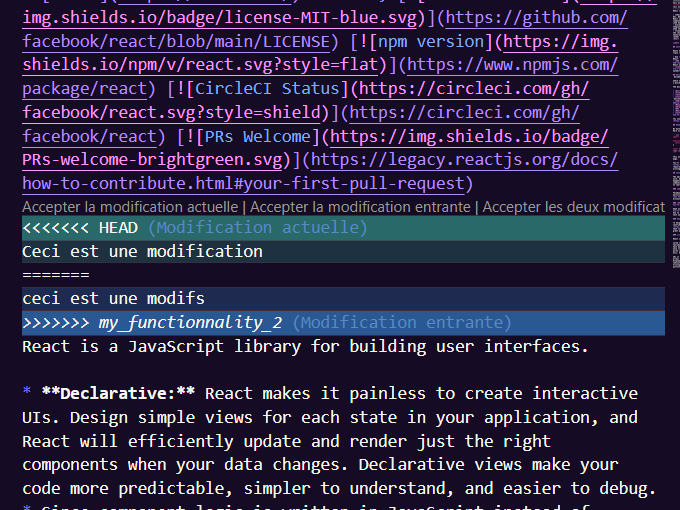 img.shields.io/badge/license-MIT-blue.svg)](https://github.com/
facebook/react/blob/main/LICENSE) [![npm version](https://img.
shields.io/npm/v/react.svg?style=flat)](https://www.npmjs.com/
package/react) [![CircleCI Status](https://circleci.com/gh/
facebook/react.svg?style=shield)](https://circleci.com/gh/
facebook/react) [![PRs Welcome](https://img.shields.io/badge/
PRs-welcome-brightgreen.svg)](https://legacy.reactjs.org/docs/
how-to-contribute.html#your-first-pull-request)
Accepter la modification actuelle | Accepter la modification entrante | Accepter les deux modificat
<<<<<<< HEAD (Modification actuelle)
Ceci est une modification
=======
ceci est une modifs
>>>>>>> my_functionnality_2 (Modification entrante)
React is a JavaScript library for building user interfaces.
* **Declarative:** React makes it painless to create interactive
UIs. Design simple views for each state in your application, and
React will efficiently update and render just the right
components when your data changes. Declarative views make your
code more predictable, simpler to understand, and easier to debug.